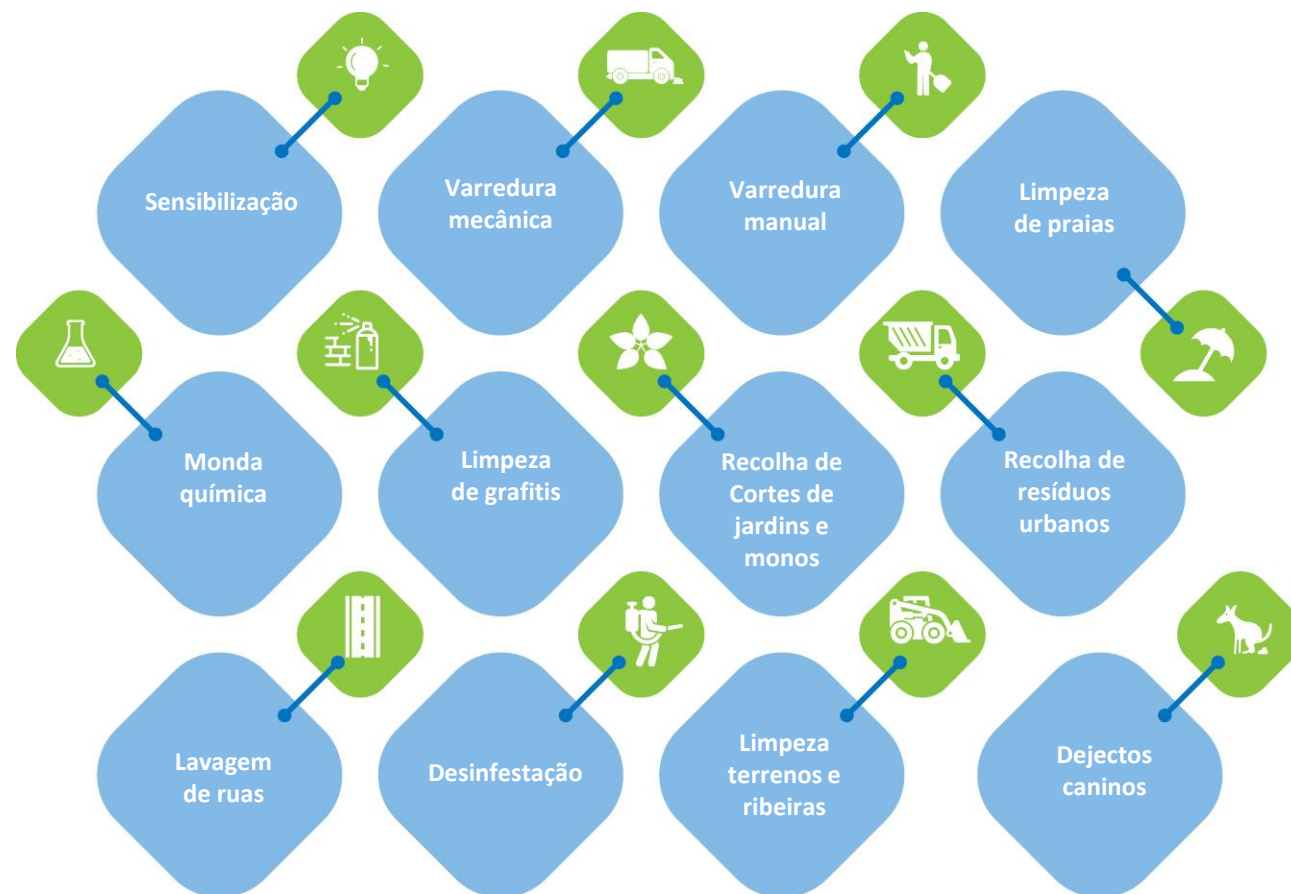 Sensibilização
Varredura
mecânica
Varredura
manual
Limpeza
de praias
Monda
química
Limpeza
de grafitis
Recolha de
Cortes de
jardins e
monos
Recolha de
resíduos
urbanos
Lavagem
de ruas
Desinfestação
Limpeza
terrenos e
ribeiras
Dejectos
caninos